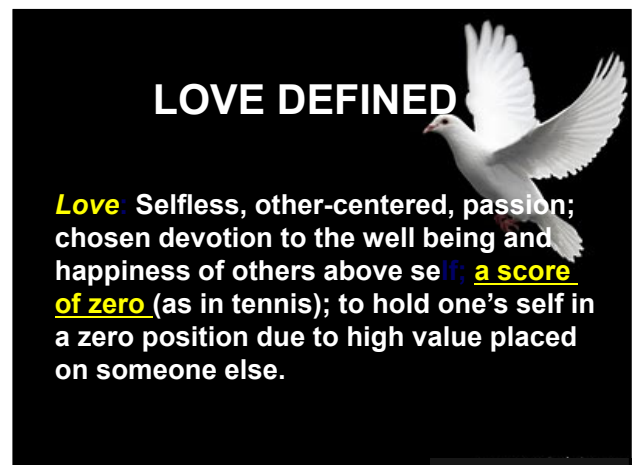 LOVE DEFINED
Love: Selfless, other-centered, passion;
chosen devotion to the well being and
happiness of others above self; a score
of zero (as in tennis); to hold one’s self in
a zero position due to high value placed
on someone else.